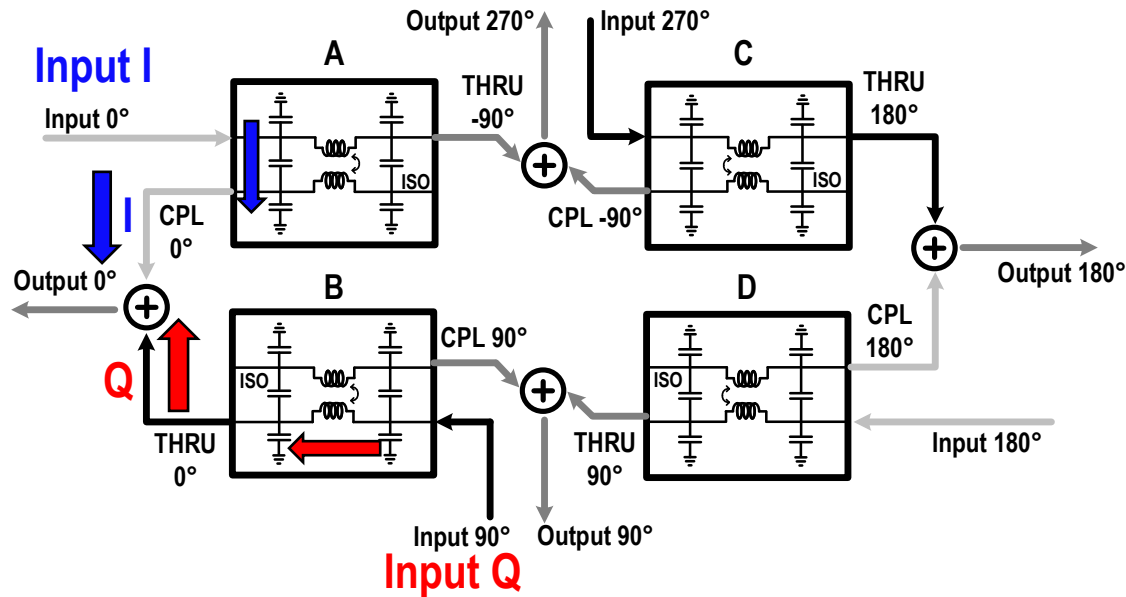 Output 270°
Input 270°
Input I
A
C
THRU
-90°
THRU
180°
Input 0°
ISO
ISO
CPL
0°
CPL -90°
I
Output 0°
Output 180°
B
D
CPL 90°
CPL
180°
ISO
ISO
Q
THRU
0°
THRU
90°
Input 180°
Input 90°
Output 90°
Input Q